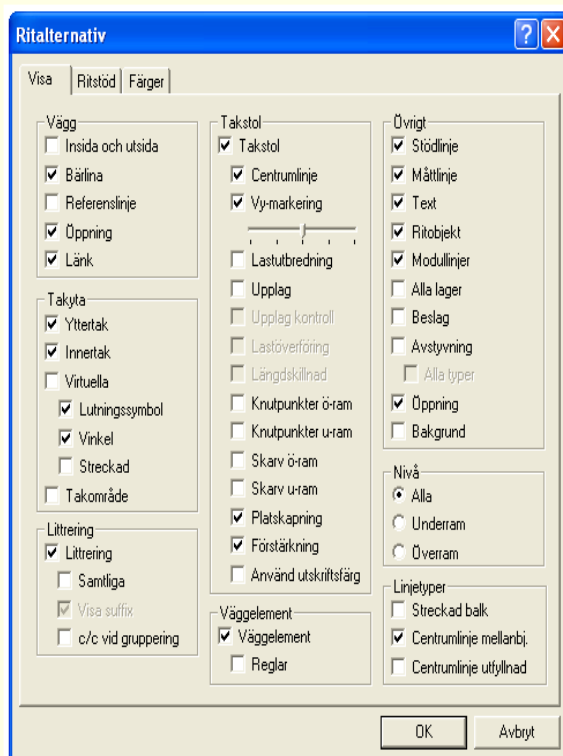 Ritalternativ
Visa
Ritstöd
Färger
Vägg
Insida och utsida
Bärlina
Referenslinje
Öppning
Länk
Takyta
Yttertak
Innertak
Virtuella
Lutningssymbol
Vinkel
Streckad
Takområde
Littrering
Littrering
Samtliga
Visa suffix
c/c vid gruppering
Takstol
Takstol
Centrumlinje
Vy-markering
Lastutbredning
Upplag
Upplag kontroll
Lastöverföring
Längdskillnad
Knutpunkter ö-ram
Knutpunkter u-ram
Skarv ö-ram
Skarv u-ram
Platskapning
Förstärkning
Använd utskriftsfärg
Väggelement
Väggelement
Reglar
Övrigt
Stödlinje
Måttlinje
Text
Ritobjekt
Modullinjer
Alla lager
Beslag
Avstyvning
Alla typer
Öppning
Bakgrund
Nivå
Alla
Underram
Överram
Linjetyper
Streckad balk
Centrumlinje mellanbj.
Centrumlinje utfyllnad
OK
Avbryt